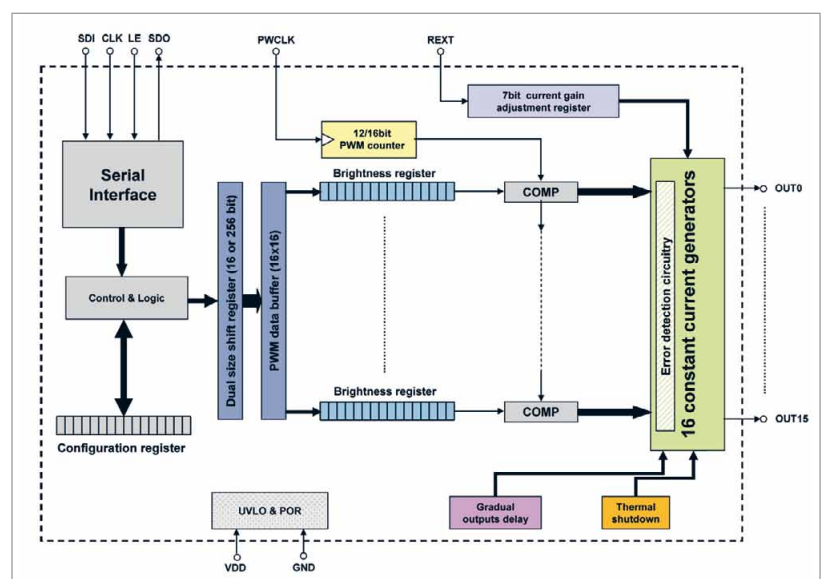 SDI CLK LE SDO
PWCLK
REXT
7bit current gain
adjustment register
12/16bit
PWM counter
Serial
Interface
Brightness register
COMP
OUT0
Control & Logic
Dual size shift register (16 or 256 bit)
PWM data buffer (16x16)
Error detection circuitry
16 constant current generators
Brightness register
COMP
OUT15
Configuration register
UVLO & POR
Gradual
outputs delay
Thermal
shutdown
VDD
GND